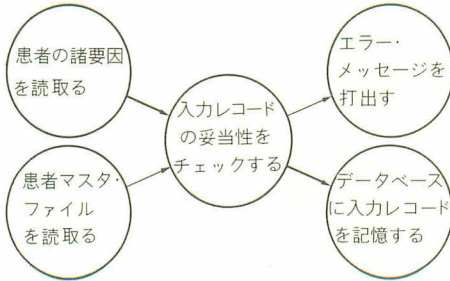 患者の諸要因
を読取る
患者マスタ・
ファイル
を読取る
入力レコード
の妥当性を
チェックする
エラー・
メッセージを
打出す
データベース
に入力レコード
を記憶する